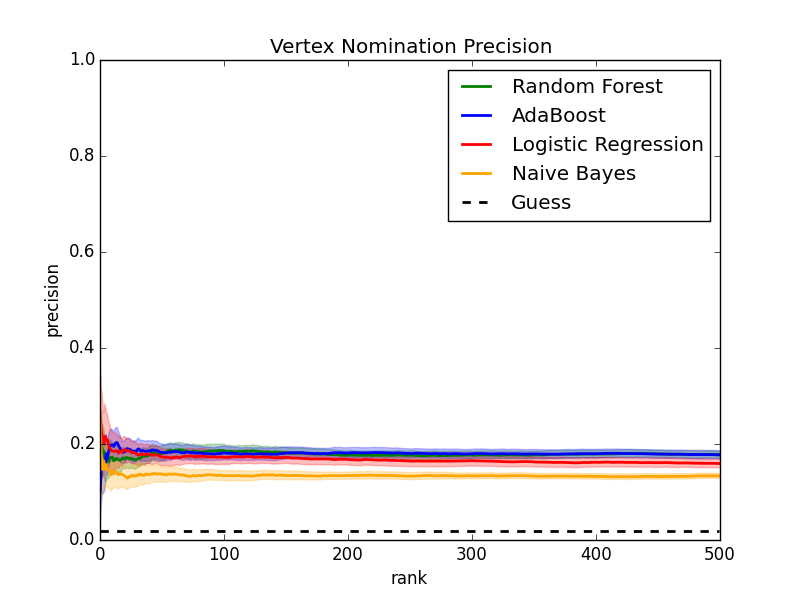 Vertex Nomination Precision
1.0
0.8
0.6
0.4
0.2
0.0
precision
Random Forest
AdaBoost
Logistic Regression
Naive Bayes
Guess
0
100
200
300
400
500
rank